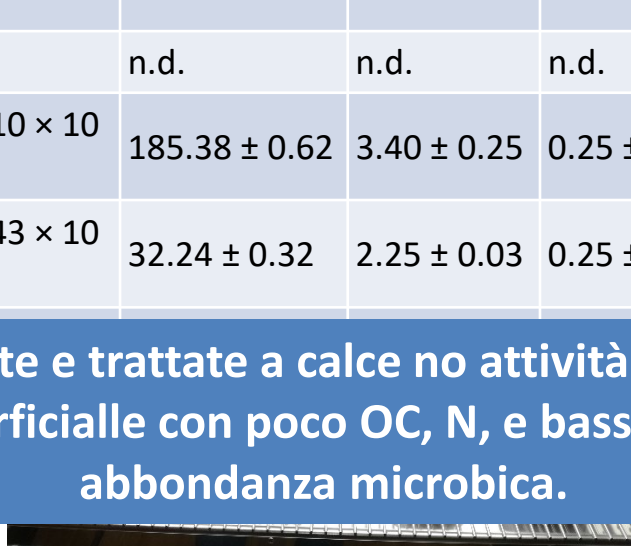 n.d. n.d. n.d.
10 × 10
185.38 ± 0.62 3.40 ± 0.25 0.25 ±
43 × 10
32.24 ± 0.32 2.25 ± 0.03 0.25 ±
te e trattate a calce no attività
rficialle con poco OC, N, e bass
abbondanza microbica.